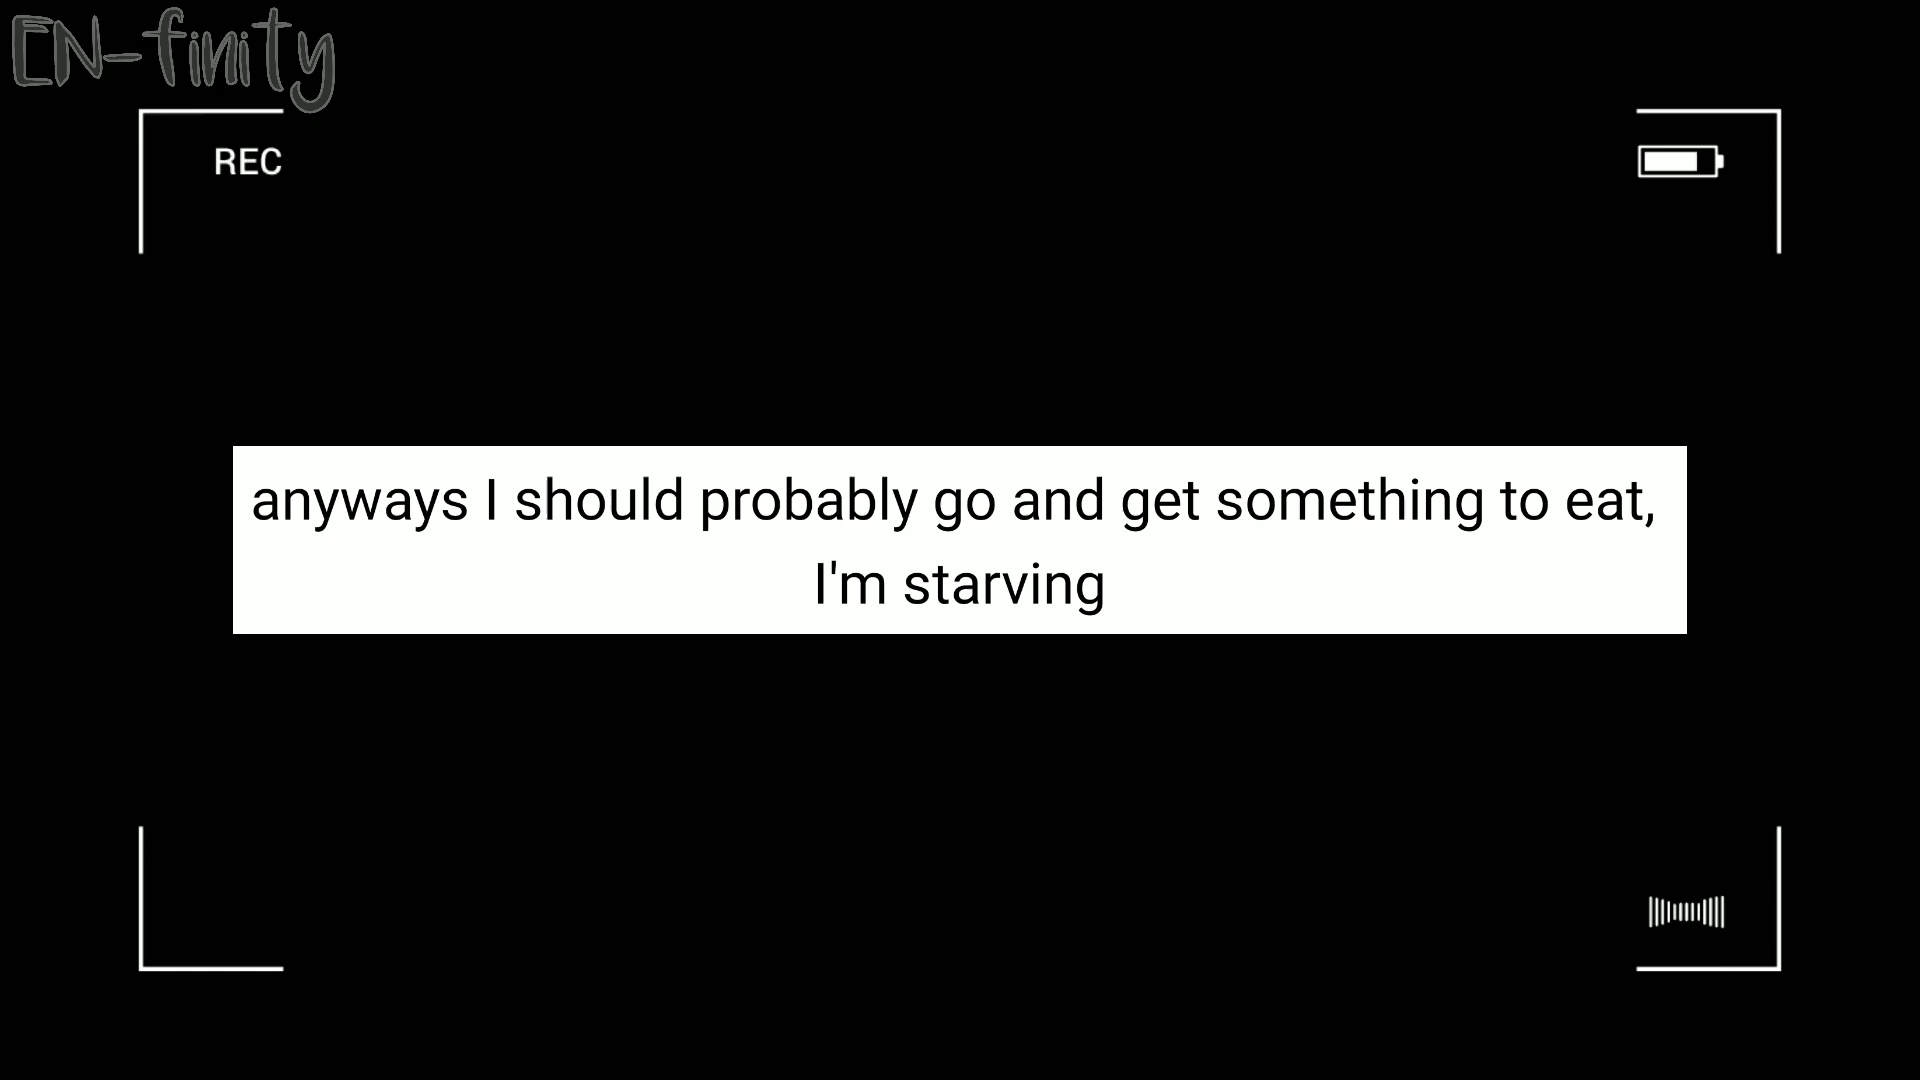 EN-finity
REC
anyways I should probably go and get something to eat,
I'm starving